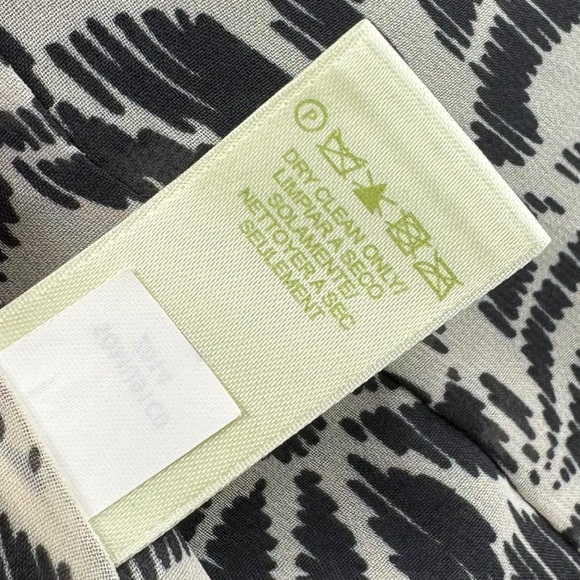 P
DRY CLEAN ONLY/
LIMPIAR A SECO
SOLAMENTE/
NETTOYER A SEC
SEULEMENT